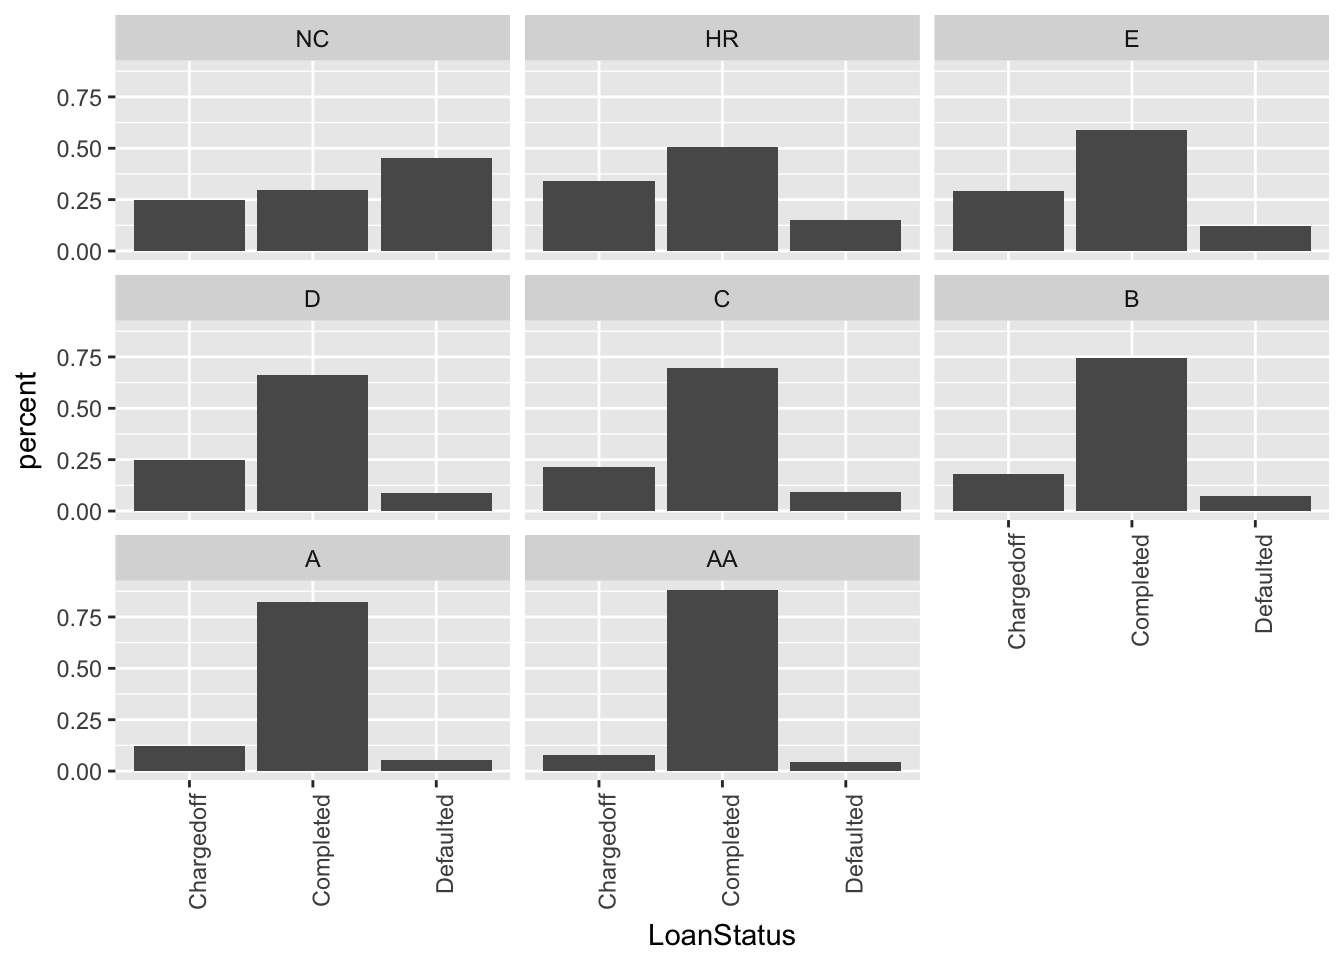 NC
HR
E
0.75
0.50
0.25
0.00
D
C
B
0.75
0.50
0.25
0.00
percent
A
AA
Chargedoff
Completed
Defaulted
0.75
0.50
0.25
0.00
Chargedoff
Completed
Defaulted
Chargedoff
Completed
Defaulted
LoanStatus